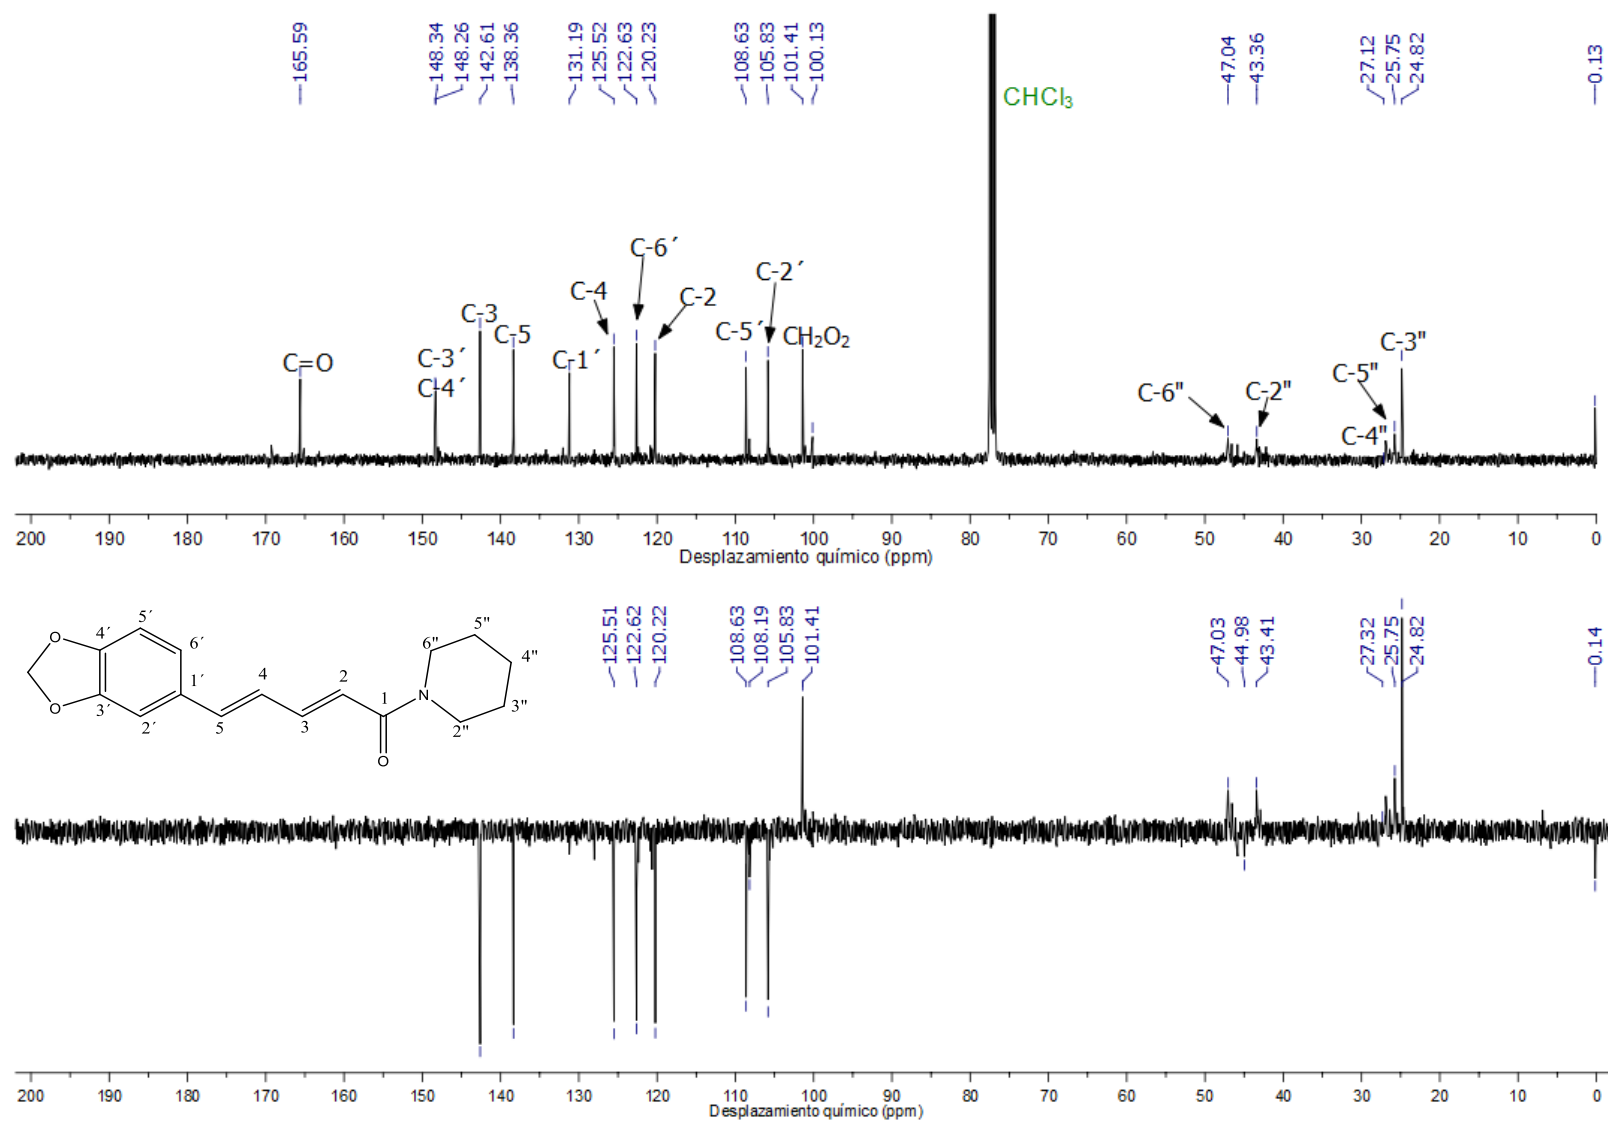 165.59
148.34
148.26
142.61
138.36
131.19
125.52
122.63
120.23
108.63
105.83
101.41
100.13
47.04
43.36
27.12
25.75
24.82
0.13
CHCl₃
C-6´
C-2´
C-4
C-2
C-3
C-5
C-5´
CH₂O₂
C=O
C-3´
C-4´
C-1´
C-3"
C-5"
C-6"
C-2"
C-4"
200 190 180 170 160 150 140 130 120 110 100 90 80 70 60 50 40 30 20 10 0
Desplazamiento químico (ppm)
125.51
122.62
120.22
108.63
108.19
105.83
101.41
47.03
44.98
43.41
27.32
25.75
24.82
0.14
5´
O
4´
6´
1´
3´
O
2´
5
4
3
2
1
O
N
6"
5"
4"
3"
2"
200 190 180 170 160 150 140 130 120 110 100 90 80 70 60 50 40 30 20 10 0
Desplazamiento químico (ppm)